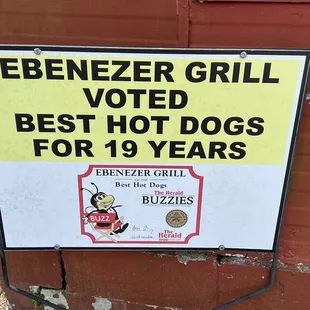 EBENEZER GRILL
VOTED
BEST HOT DOGS
FOR 19 YEARS
EBENEZER GRILL
Best Hot Dogs
The Herald
BUZZIES
BUZZ
The Herald